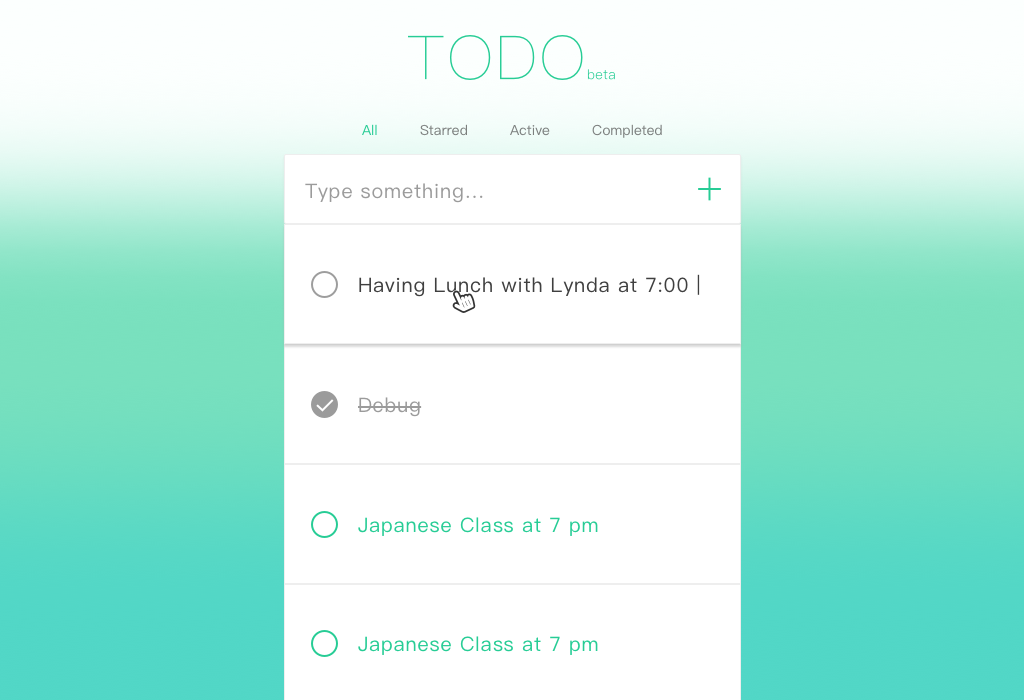 TODO beta
All Starred Active Completed
Type something...
Having Lunch with Lynda at 7:00 |
Debug
Japanese Class at 7 pm
Japanese Class at 7 pm